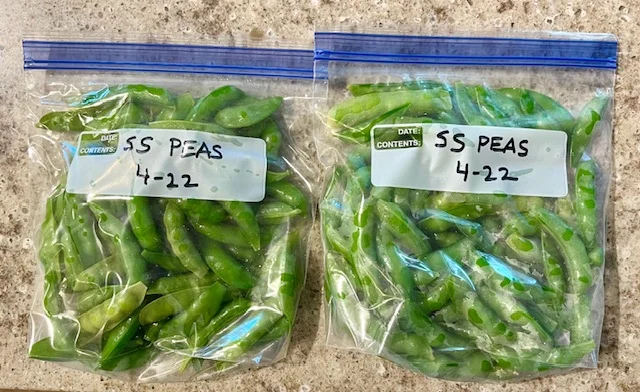 DATE:
CONTENTS:
SS PEAS
4-22
DATE:
CONTENTS:
SS PEAS
4-22